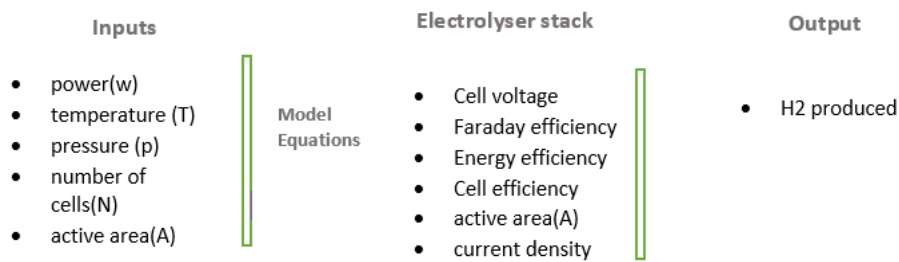 Inputs
• power(w)
• temperature (T)
• pressure (p)
• number of
cells(N)
• active area(A)
Model
Equations
Electrolyser stack
• Cell voltage
• Faraday efficiency
• Energy efficiency
• Cell efficiency
• active area(A)
• current density
Output
• H2 produced